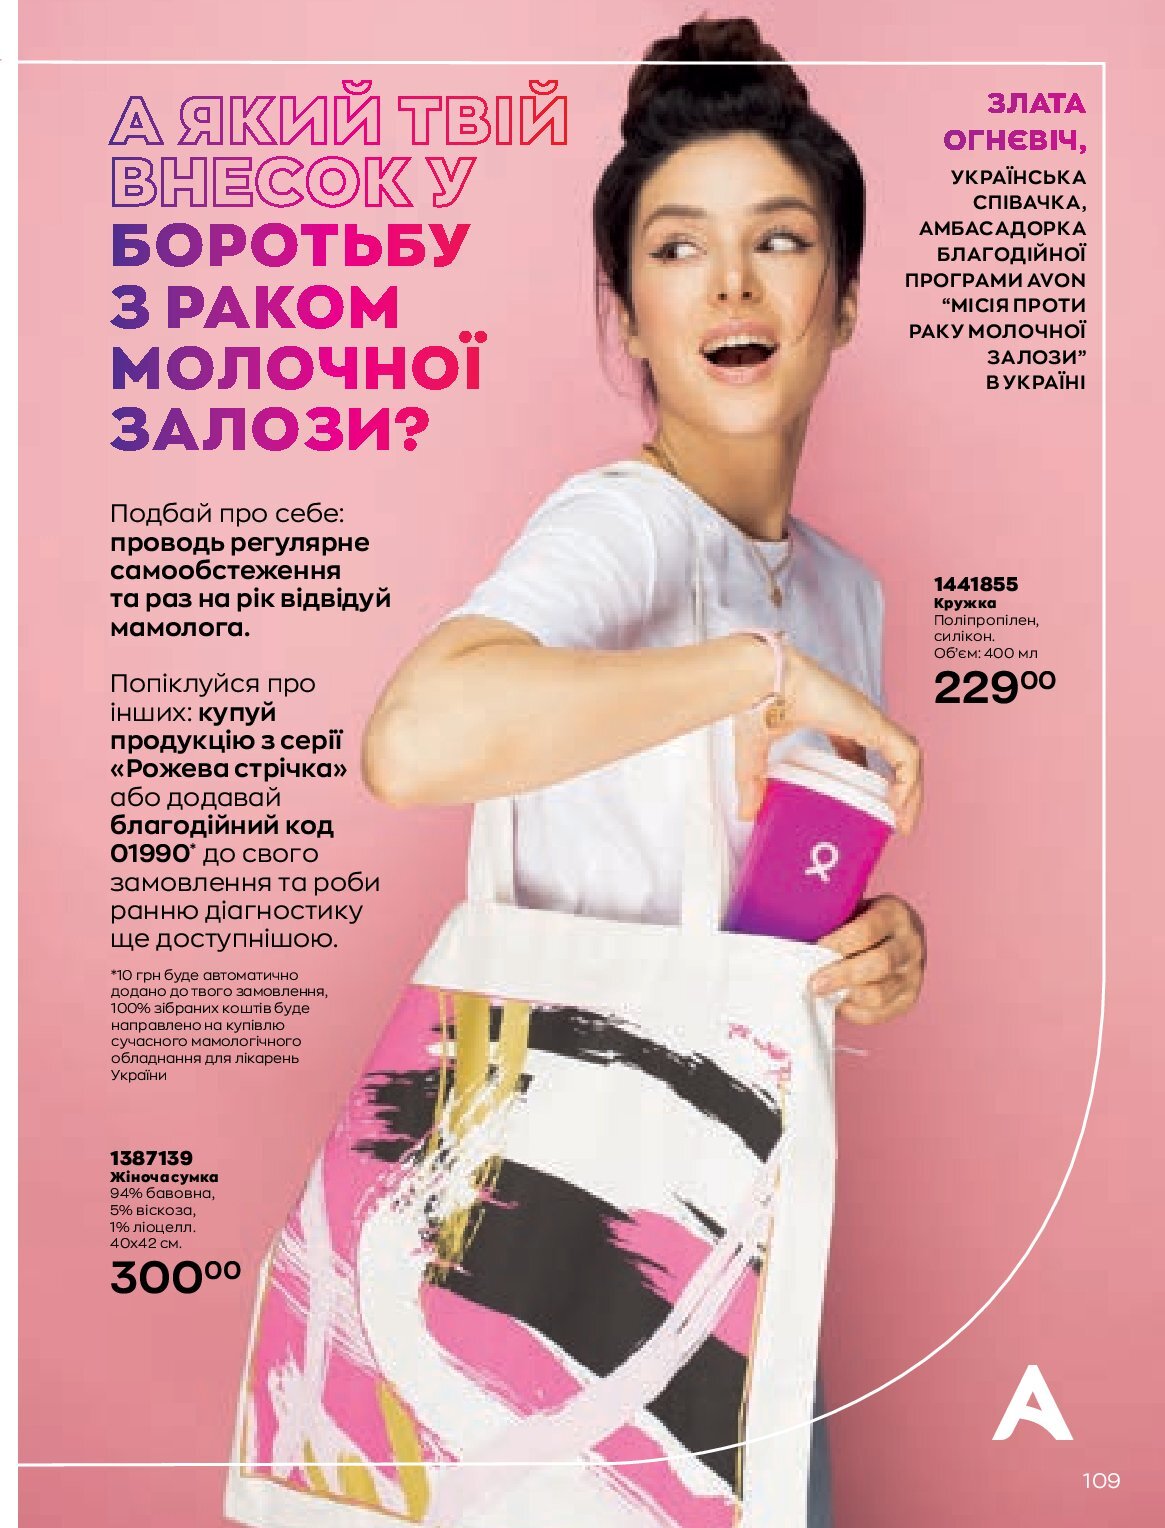 А ЯКИЙ ТВІЙ
ВНЕСОК У
БОРОТЬБУ
З РАКОМ
МОЛОЧНОЇ
ЗАЛОЗИ?
ЗЛАТА
ОГНЄВІЧ,
УКРАЇНСЬКА
СПІВАЧКА,
АМБАСАДОРКА
БЛАГОДІЙНОЇ
ПРОГРАМИ AVON
“МІСІЯ ПРОТИ
РАКУ МОЛОЧНОЇ
ЗАЛОЗИ”
В УКРАЇНІ
Подбай про себе:
проводь регулярне
самообстеження
та раз на рік відвідуй
мамолога.
Попіклуйся про
інших: купуй
продукцію з серії
«Рожева стрічка»
або додавай
благодійний код
01990* до свого
замовлення та роби
ранню діагностику
ще доступнішою.
*10 грн буде автоматично
додано до твого замовлення,
100% зібраних коштів буде
направлено на купівлю
сучасного мамологічного
обладнання для лікарень
України
1441855
Кружка
Поліпропілен,
силікон.
Об’єм: 400 мл
229⁰⁰
1387139
Жіноча сумка
94% бавовна,
5% віскоза,
1% ліоцелл.
40х42 см.
300⁰⁰
A
109